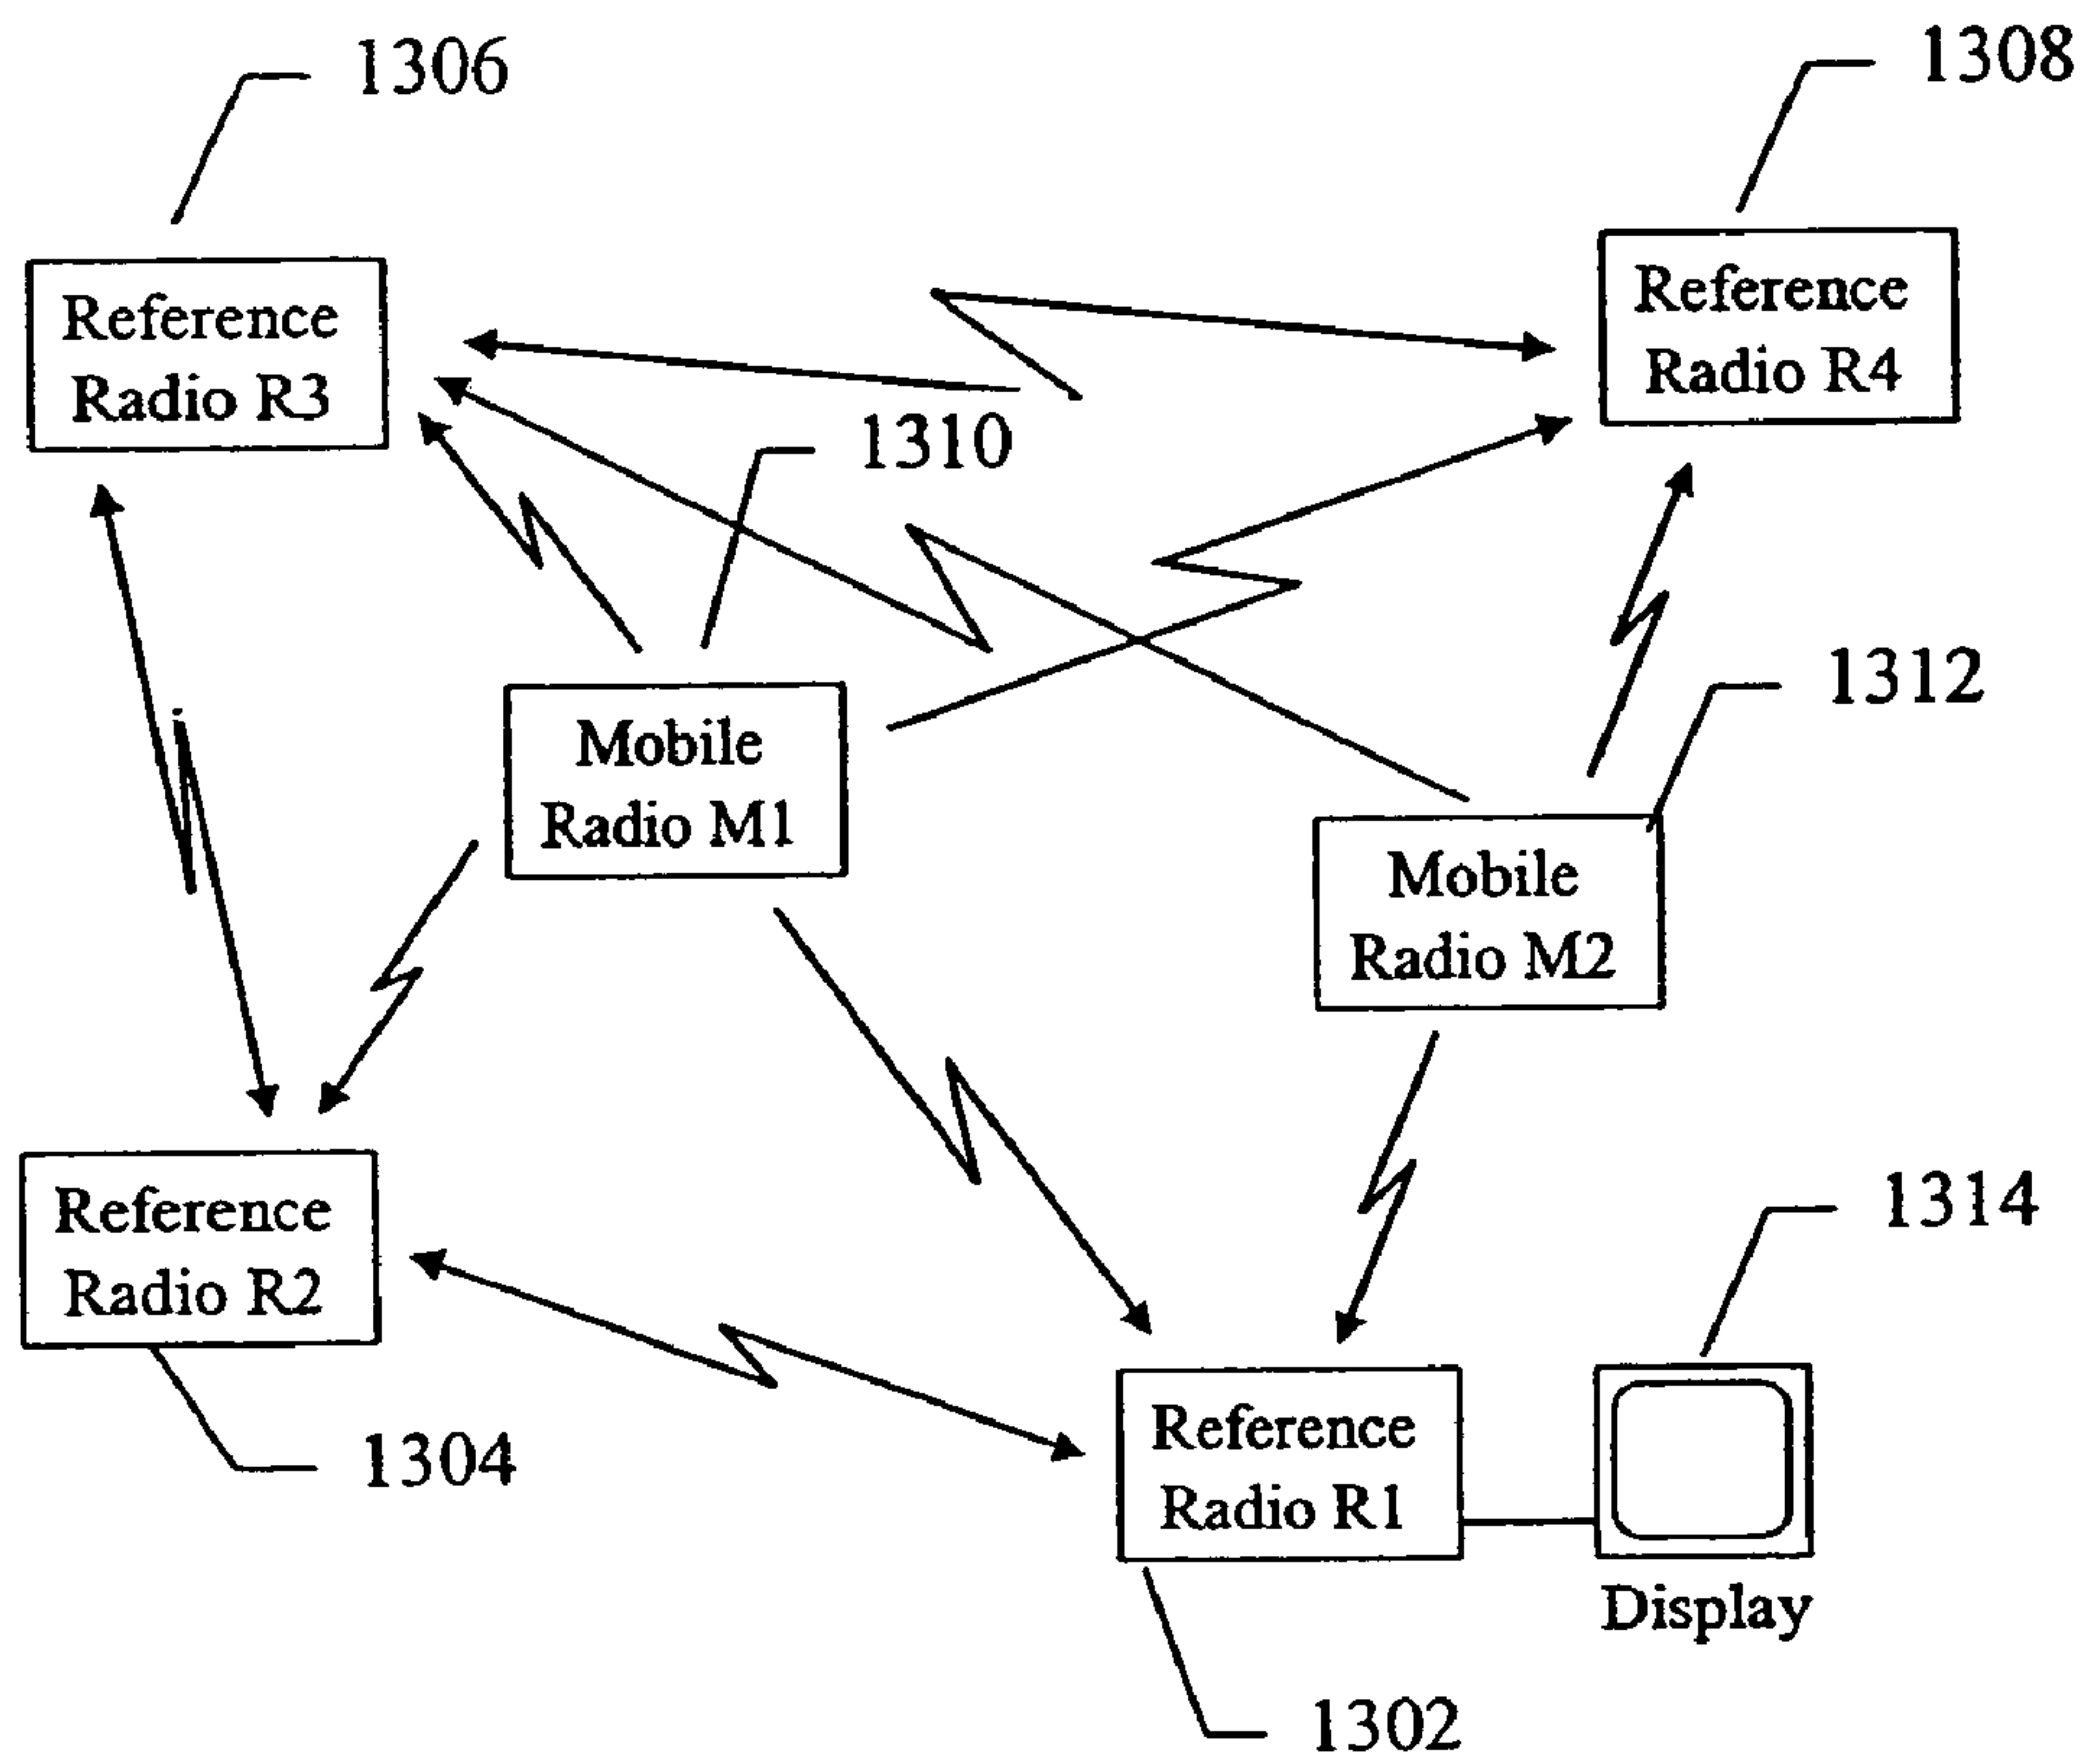 1306
1308
Reference
Radio R3
Reference
Radio R4
1310
1312
Mobile
Radio M1
Mobile
Radio M2
1314
Reference
Radio R2
1304
Reference
Radio R1
Display
1302